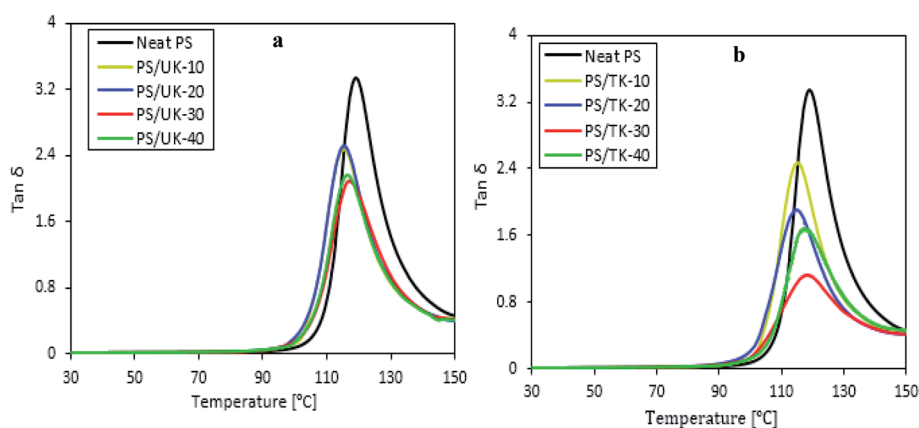 a
4
3.2
2.4
1.6
0.8
0
Tan δ
Neat PS
PS/UK-10
PS/UK-20
PS/UK-30
PS/UK-40
30 50 70 90 110 130 150
Temperature [°C]
b
4
3.2
2.4
1.6
0.8
0
Tan δ
Neat PS
PS/TK-10
PS/TK-20
PS/TK-30
PS/TK-40
30 50 70 90 110 130 150
Temperature [°C]